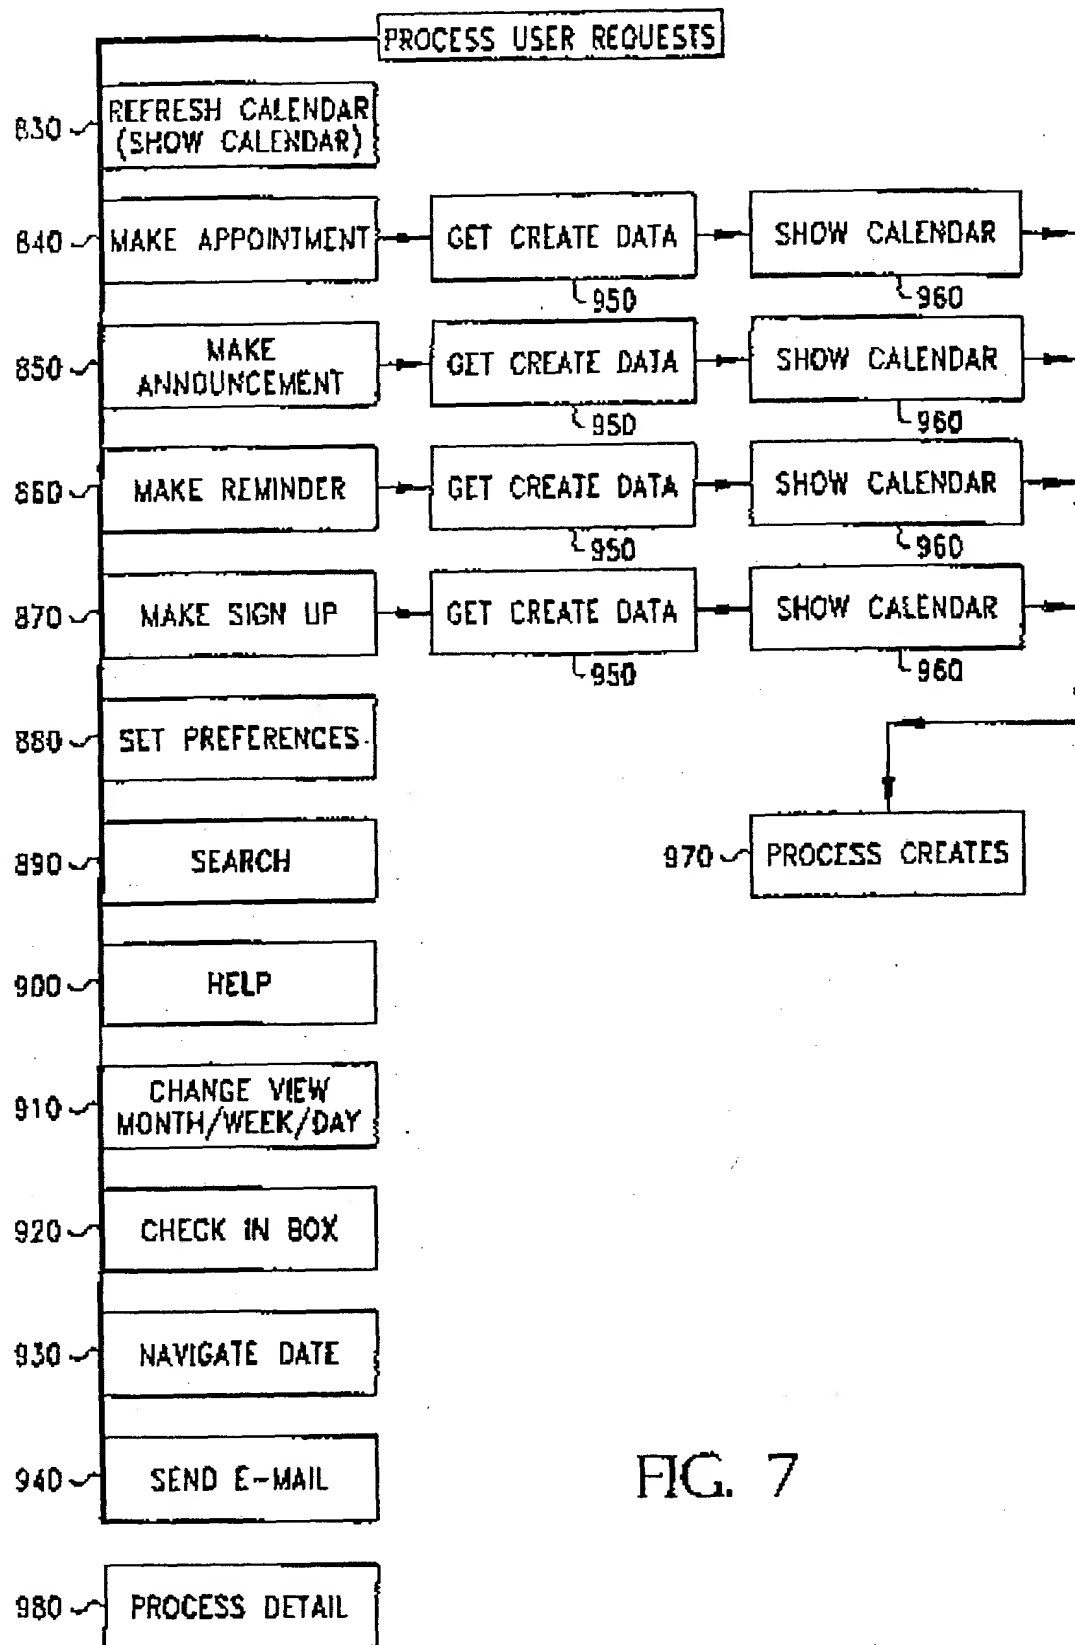 PROCESS USER REQUESTS
830 REFRESH CALENDAR
(SHOW CALENDAR)
840 MAKE APPOINTMENT GET CREATE DATA SHOW CALENDAR
950 960
850 MAKE
ANNOUNCEMENT GET CREATE DATA SHOW CALENDAR
950 960
860 MAKE REMINDER GET CREATE DATA SHOW CALENDAR
950 960
870 MAKE SIGN UP GET CREATE DATA SHOW CALENDAR
950 960
880 SET PREFERENCES
890 SEARCH 970 PROCESS CREATES
900 HELP
910 CHANGE VIEW
MONTH/WEEK/DAY
920 CHECK IN BOX
930 NAVIGATE DATE
940 SEND E-MAIL
FIG. 7
980 PROCESS DETAIL